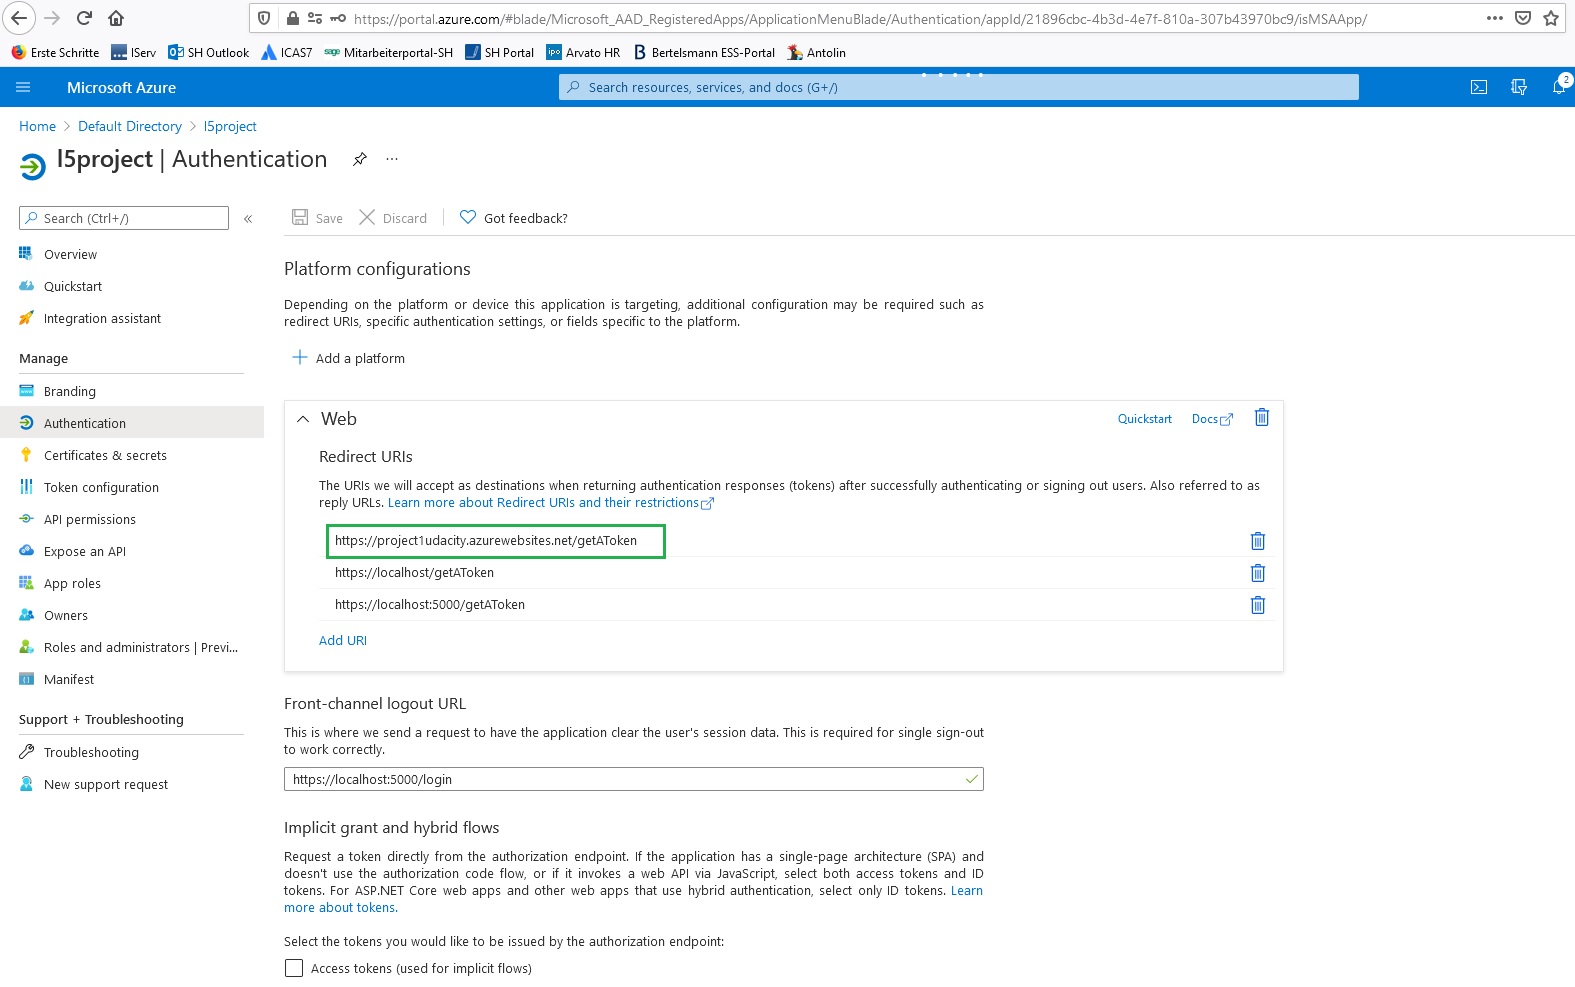 https://portal.azure.com/#blade/Microsoft_AAD_RegisteredApps/ApplicationMenuBlade/Authentication/appId/21896cbc-4b3d-4e7f-810a-307b43970bc9/isMSAApp/
Erste Schritte IServ SH Outlook ICAS7 Mitarbeiterportal-SH SH Portal Arvato HR Bertelsmann ESS-Portal Antolin
Microsoft Azure
Search resources, services, and docs (G+/)
2
Home > Default Directory > l5project
l5project | Authentication
Search (Ctrl+/)
«
Save Discard Got feedback?
Overview
Quickstart
Integration assistant
Manage
Branding
Authentication
Certificates & secrets
Token configuration
API permissions
Expose an API
App roles
Owners
Roles and administrators | Previ...
Manifest
Support + Troubleshooting
Troubleshooting
New support request
Platform configurations
Depending on the platform or device this application is targeting, additional configuration may be required such as
redirect URIs, specific authentication settings, or fields specific to the platform.
Add a platform
Web
Quickstart Docs
Redirect URIs
The URIs we will accept as destinations when returning authentication responses (tokens) after successfully authenticating or signing out users. Also referred to as
reply URLs. Learn more about Redirect URIs and their restrictions
https://project1udacity.azurewebsites.net/getAToken
https://localhost/getAToken
https://localhost:5000/getAToken
Add URI
Front-channel logout URL
This is where we send a request to have the application clear the user's session data. This is required for single sign-out
to work correctly.
https://localhost:5000/login
Implicit grant and hybrid flows
Request a token directly from the authorization endpoint. If the application has a single-page architecture (SPA) and
doesn't use the authorization code flow, or if it invokes a web API via JavaScript, select both access tokens and ID
tokens. For ASP.NET Core web apps and other web apps that use hybrid authentication, select only ID tokens. Learn
more about tokens.
Select the tokens you would like to be issued by the authorization endpoint:
Access tokens (used for implicit flows)